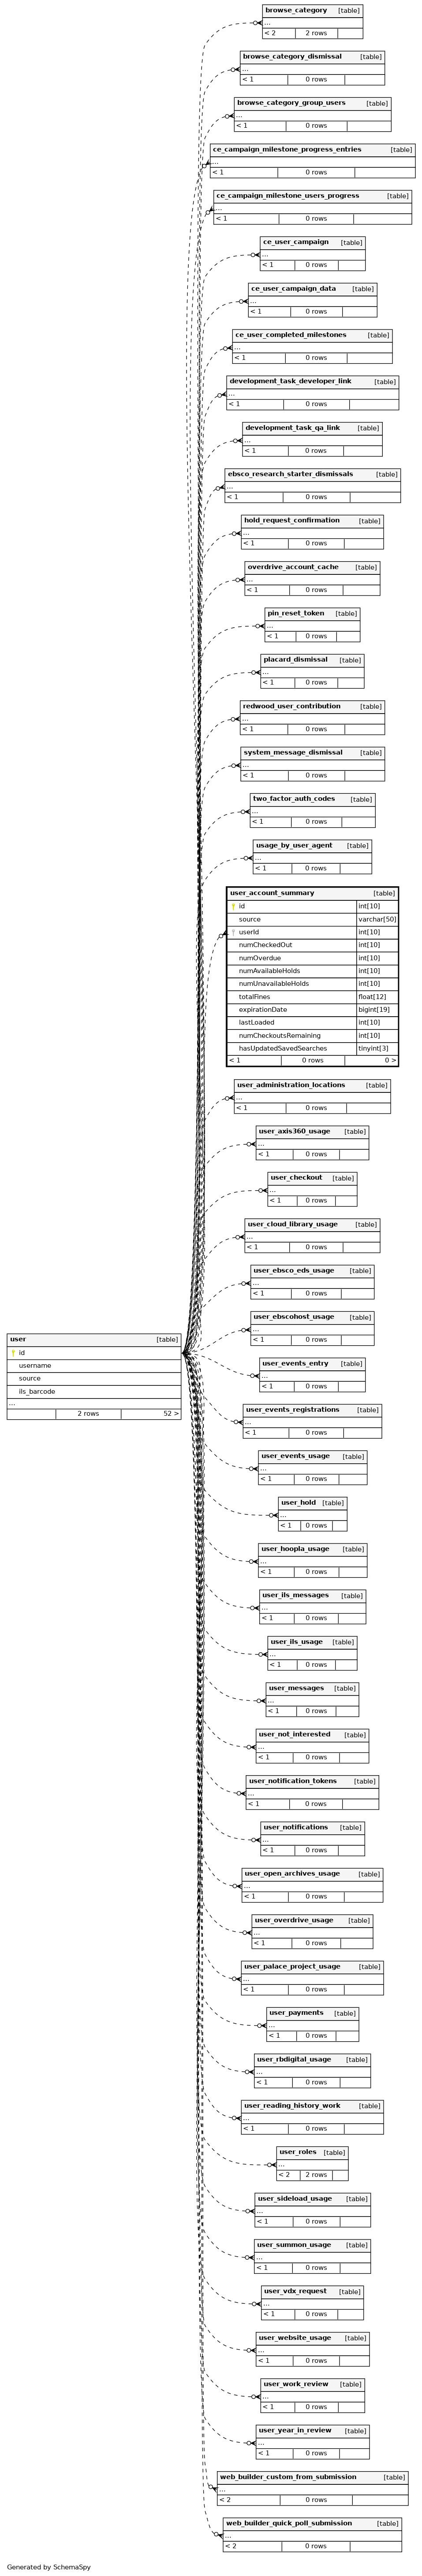 browse_category [table]
...
< 2 2 rows
browse_category_dismissal [table]
...
< 1 0 rows
browse_category_group_users [table]
...
< 1 0 rows
ce_campaign_milestone_progress_entries [table]
...
< 1 0 rows
ce_campaign_milestone_users_progress [table]
...
< 1 0 rows
ce_user_campaign [table]
...
< 1 0 rows
ce_user_campaign_data [table]
...
< 1 0 rows
ce_user_completed_milestones [table]
...
< 1 0 rows
development_task_developer_link [table]
...
< 1 0 rows
development_task_qa_link [table]
...
< 1 0 rows
ebsco_research_starter_dismissals [table]
...
< 1 0 rows
hold_request_confirmation [table]
...
< 1 0 rows
overdrive_account_cache [table]
...
< 1 0 rows
pin_reset_token [table]
...
< 1 0 rows
placard_dismissal [table]
...
< 1 0 rows
redwood_user_contribution [table]
...
< 1 0 rows
system_message_dismissal [table]
...
< 1 0 rows
two_factor_auth_codes [table]
...
< 1 0 rows
usage_by_user_agent [table]
...
< 1 0 rows
user_account_summary [table]
id int[10]
source varchar[50]
userId int[10]
numCheckedOut int[10]
numOverdue int[10]
numAvailableHolds int[10]
numUnavailableHolds int[10]
totalFines float[12]
expirationDate bigint[19]
lastLoaded int[10]
numCheckoutsRemaining int[10]
hasUpdatedSavedSearches tinyint[3]
< 1 0 rows 0 >
user_administration_locations [table]
...
< 1 0 rows
user_axis360_usage [table]
...
< 1 0 rows
user_checkout [table]
...
< 1 0 rows
user_cloud_library_usage [table]
...
< 1 0 rows
user_ebsco_eds_usage [table]
...
< 1 0 rows
user_ebscohost_usage [table]
...
< 1 0 rows
user [table]
id
username
source
ils_barcode
...
2 rows 52 >
user_events_entry [table]
...
< 1 0 rows
user_events_registrations [table]
...
< 1 0 rows
user_events_usage [table]
...
< 1 0 rows
user_hold [table]
...
< 1 0 rows
user_hoopla_usage [table]
...
< 1 0 rows
user_ils_messages [table]
...
< 1 0 rows
user_ils_usage [table]
...
< 1 0 rows
user_messages [table]
...
< 1 0 rows
user_not_interested [table]
...
< 1 0 rows
user_notification_tokens [table]
...
< 1 0 rows
user_notifications [table]
...
< 1 0 rows
user_open_archives_usage [table]
...
< 1 0 rows
user_overdrive_usage [table]
...
< 1 0 rows
user_palace_project_usage [table]
...
< 1 0 rows
user_payments [table]
...
< 1 0 rows
user_rbdigital_usage [table]
...
< 1 0 rows
user_reading_history_work [table]
...
< 1 0 rows
user_roles [table]
...
< 2 2 rows
user_sideload_usage [table]
...
< 1 0 rows
user_summon_usage [table]
...
< 1 0 rows
user_vdx_request [table]
...
< 1 0 rows
user_website_usage [table]
...
< 1 0 rows
user_work_review [table]
...
< 1 0 rows
user_year_in_review [table]
...
< 1 0 rows
web_builder_custom_from_submission [table]
...
< 2 0 rows
web_builder_quick_poll_submission [table]
...
< 2 0 rows
Generated by SchemaSpy